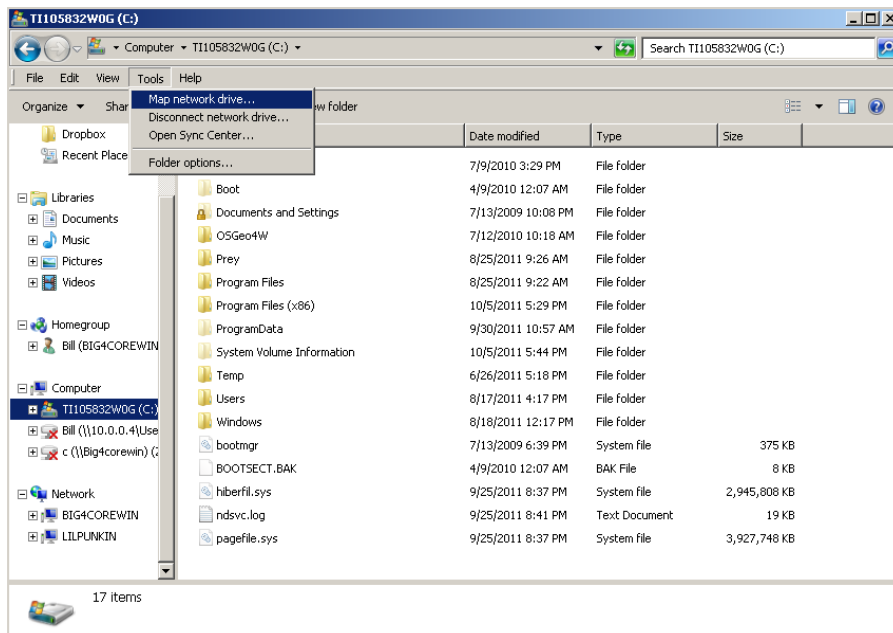 TI105832W0G (C:)
Computer TI105832W0G (C:) Search TI105832W0G (C:)
File Edit View Tools Help
Organize Shar w folder
Map network drive...
Disconnect network drive...
Open Sync Center...
Folder options...
Dropbox
Recent Place
Libraries
Documents
Music
Pictures
Videos
Homegroup
Bill (BIG4COREWIN
Computer
TI105832W0G (C:)
Bill (\\10.0.0.4\Use
c (\\Big4corewin) (
Network
BIG4COREWIN
LILPUNKIN
Date modified Type Size
7/9/2010 3:29 PM File folder
Boot 4/9/2010 12:07 AM File folder
Documents and Settings 7/13/2009 10:08 PM File folder
OSGeo4W 7/12/2010 10:18 AM File folder
Prey 8/25/2011 9:26 AM File folder
Program Files 8/25/2011 9:22 AM File folder
Program Files (x86) 10/5/2011 5:29 PM File folder
ProgramData 9/30/2011 10:57 AM File folder
System Volume Information 10/5/2011 5:44 PM File folder
Temp 6/26/2011 5:18 PM File folder
Users 8/17/2011 4:17 PM File folder
Windows 8/18/2011 12:17 PM File folder
bootmgr 7/13/2009 6:39 PM System file 375 KB
BOOTSECT.BAK 4/9/2010 12:07 AM BAK File 8 KB
hiberfil.sys 9/25/2011 8:37 PM System file 2,945,808 KB
ndsvc.log 9/25/2011 8:41 PM Text Document 19 KB
pagefile.sys 9/25/2011 8:37 PM System file 3,927,748 KB
17 items